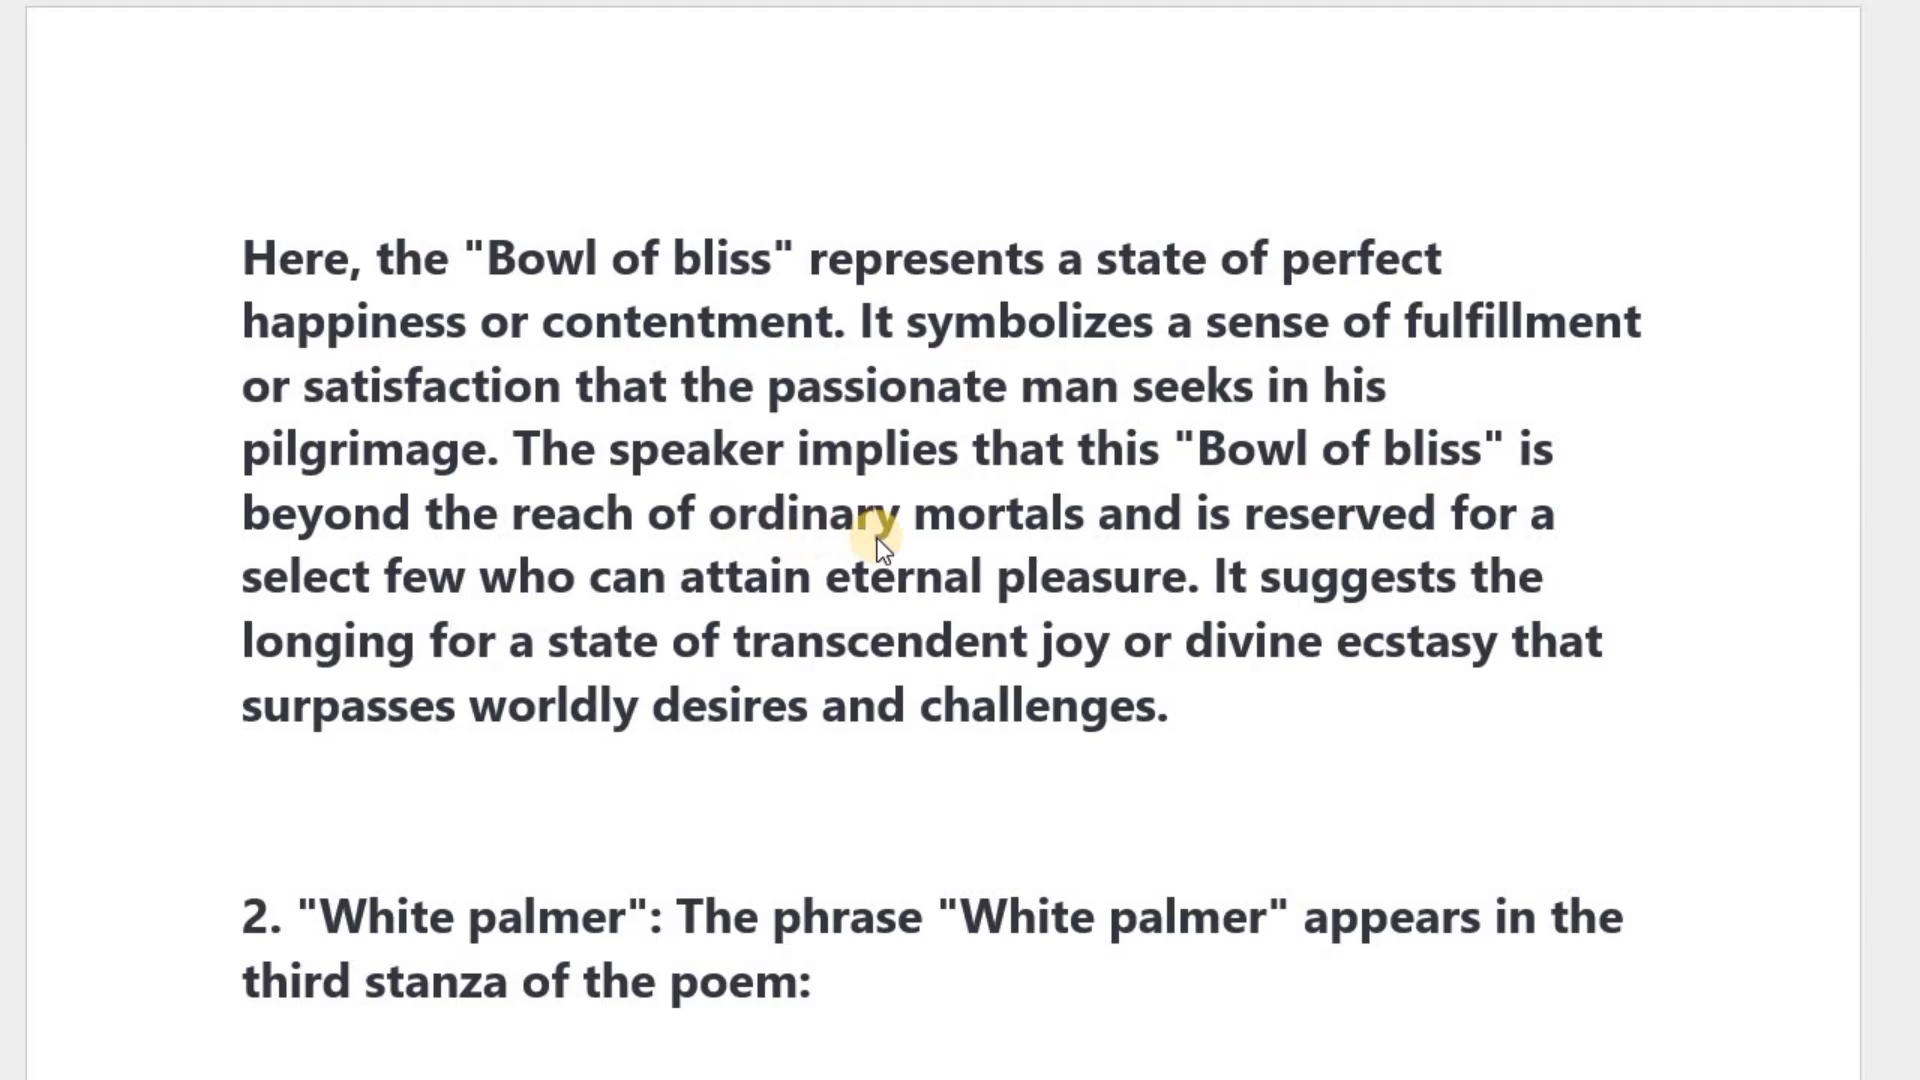 Here, the "Bowl of bliss" represents a state of perfect
happiness or contentment. It symbolizes a sense of fulfillment
or satisfaction that the passionate man seeks in his
pilgrimage. The speaker implies that this "Bowl of bliss" is
beyond the reach of ordinary mortals and is reserved for a
select few who can attain eternal pleasure. It suggests the
longing for a state of transcendent joy or divine ecstasy that
surpasses worldly desires and challenges.
2. "White palmer": The phrase "White palmer" appears in the
third stanza of the poem: